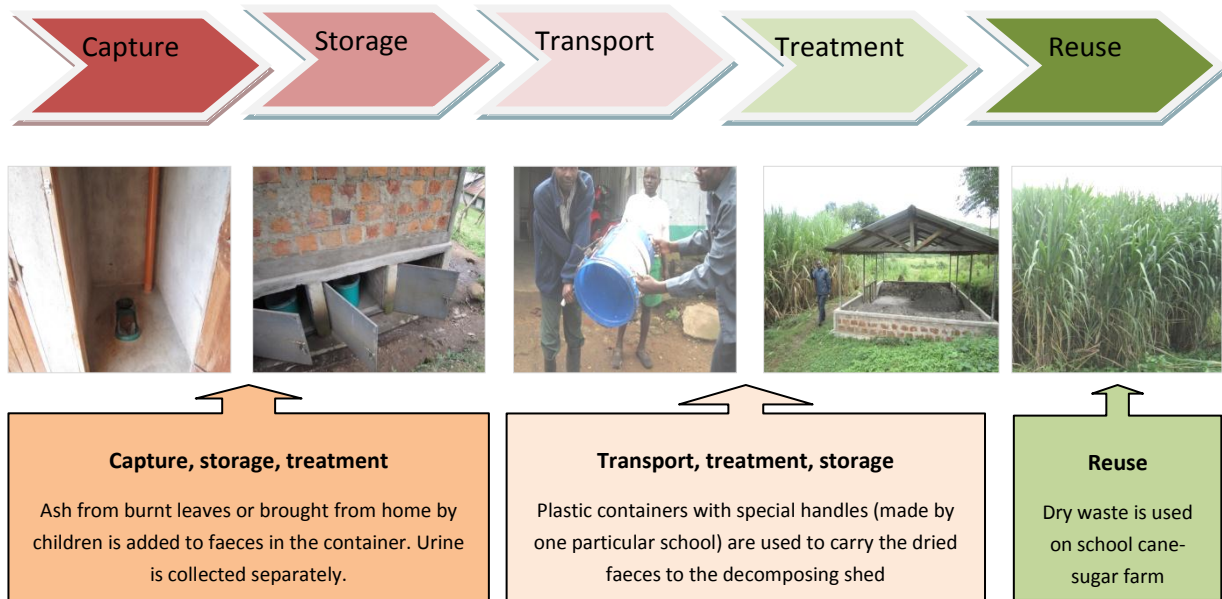 Capture
Storage
Transport
Treatment
Reuse
Capture, storage, treatment
Ash from burnt leaves or brought from home by
children is added to faeces in the container. Urine
is collected separately.
Transport, treatment, storage
Plastic containers with special handles (made by
one particular school) are used to carry the dried
faeces to the decomposing shed
Reuse
Dry waste is used
on school cane-
sugar farm